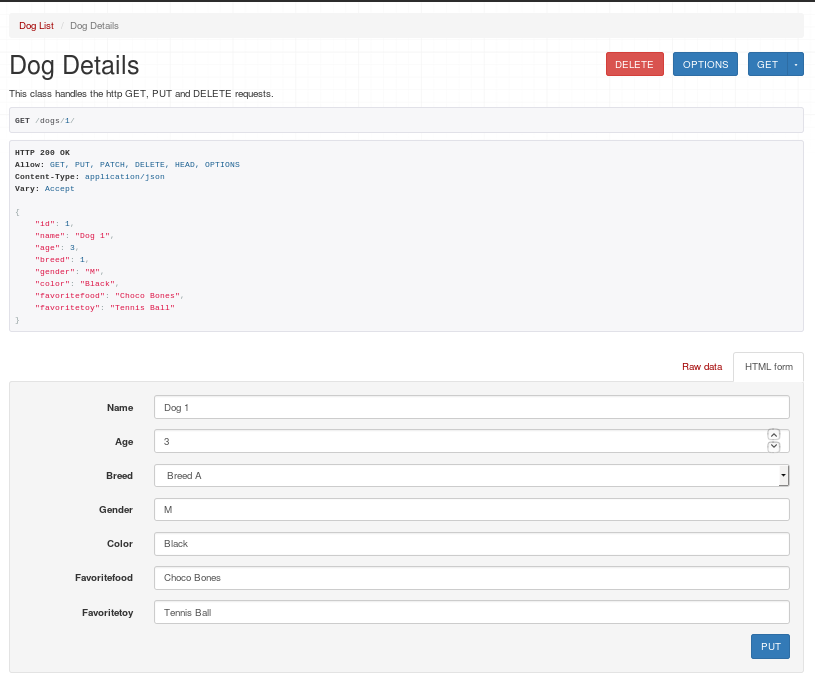 Dog List / Dog Details
Dog Details
DELETE OPTIONS GET
This class handles the http GET, PUT and DELETE requests.
GET /dogs/1/
HTTP 200 OK
Allow: GET, PUT, PATCH, DELETE, HEAD, OPTIONS
Content-Type: application/json
Vary: Accept
{
    "id": 1,
    "name": "Dog 1",
    "age": 3,
    "breed": 1,
    "gender": "M",
    "color": "Black",
    "favoritefood": "Choco Bones",
    "favoritetoy": "Tennis Ball"
}
Raw data HTML form
Name Dog 1
Age 3
Breed Breed A
Gender M
Color Black
Favoritefood Choco Bones
Favoritetoy Tennis Ball
PUT